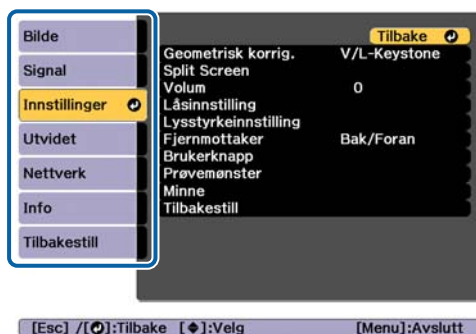 Bilde
Signal
Innstillinger
Utvidet
Nettverk
Info
Tilbakestill
Tilbake
Geometrisk korrig. V/L-Keystone
Split Screen
Volum 0
Låsinnstilling
Lysstyrkeinnstilling
Fjernmottaker Bak/Foran
Brukerknapp
Prøvemønster
Minne
Tilbakestill
[Esc] /[⏎]:Tilbake [◆]:Velg [Menu]:Avslutt